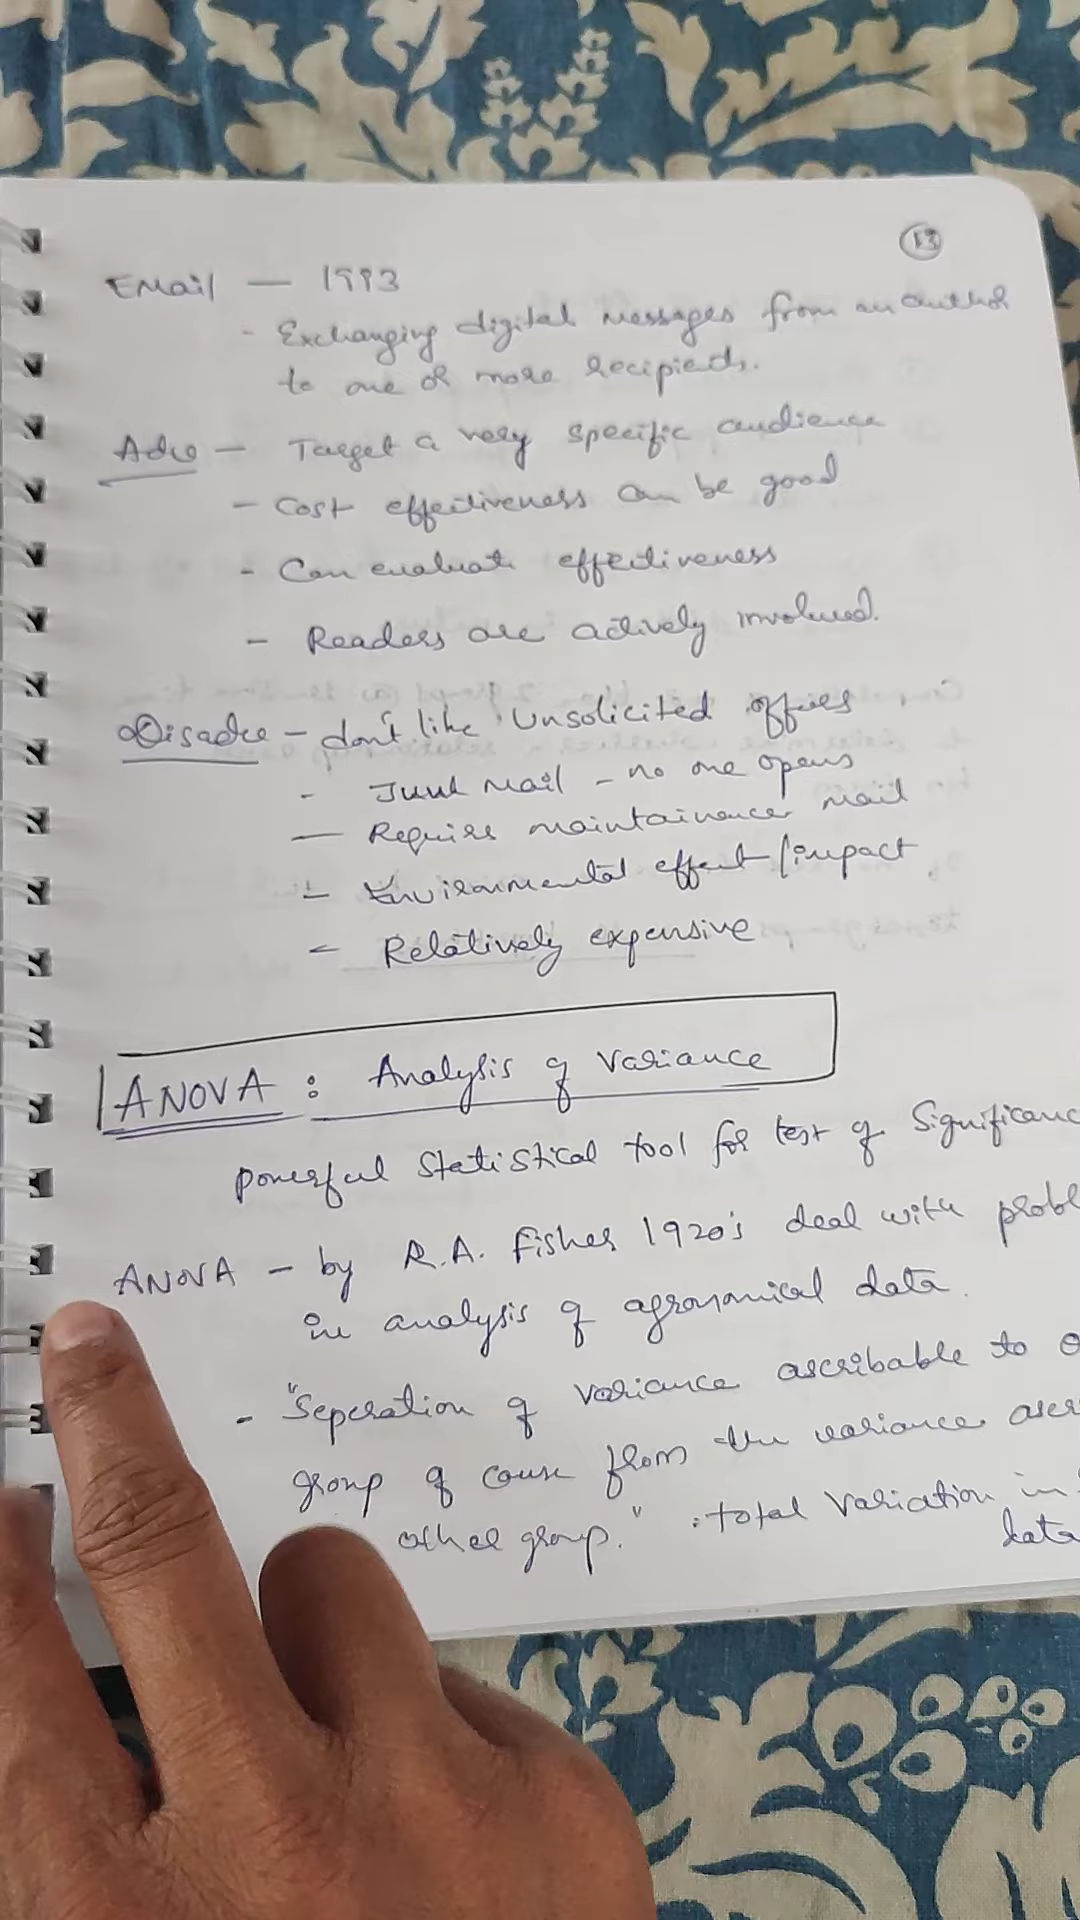 13
EMail — 1993
- Exchanging digital messages from an author
to one or more recipients.
Adv — Target a very specific audience
- Cost effectiveness can be good
- Can evaluate effectiveness
- Readers are actively involved.
Disadv — don't like Unsolicited offers
- Junk Mail - no one opens
— Require maintainence mail
- Environmental effect/impact
- Relatively expensive
ANOVA : Analysis of Variance
Powerful Statistical tool for test of Significanc
ANOVA - by R.A. Fisher 1920's deal with probl
in analysis of agronomical data.
- "Seperation of variance ascribable to o
group of cause from the variance ascr
other group." :total variation in
data